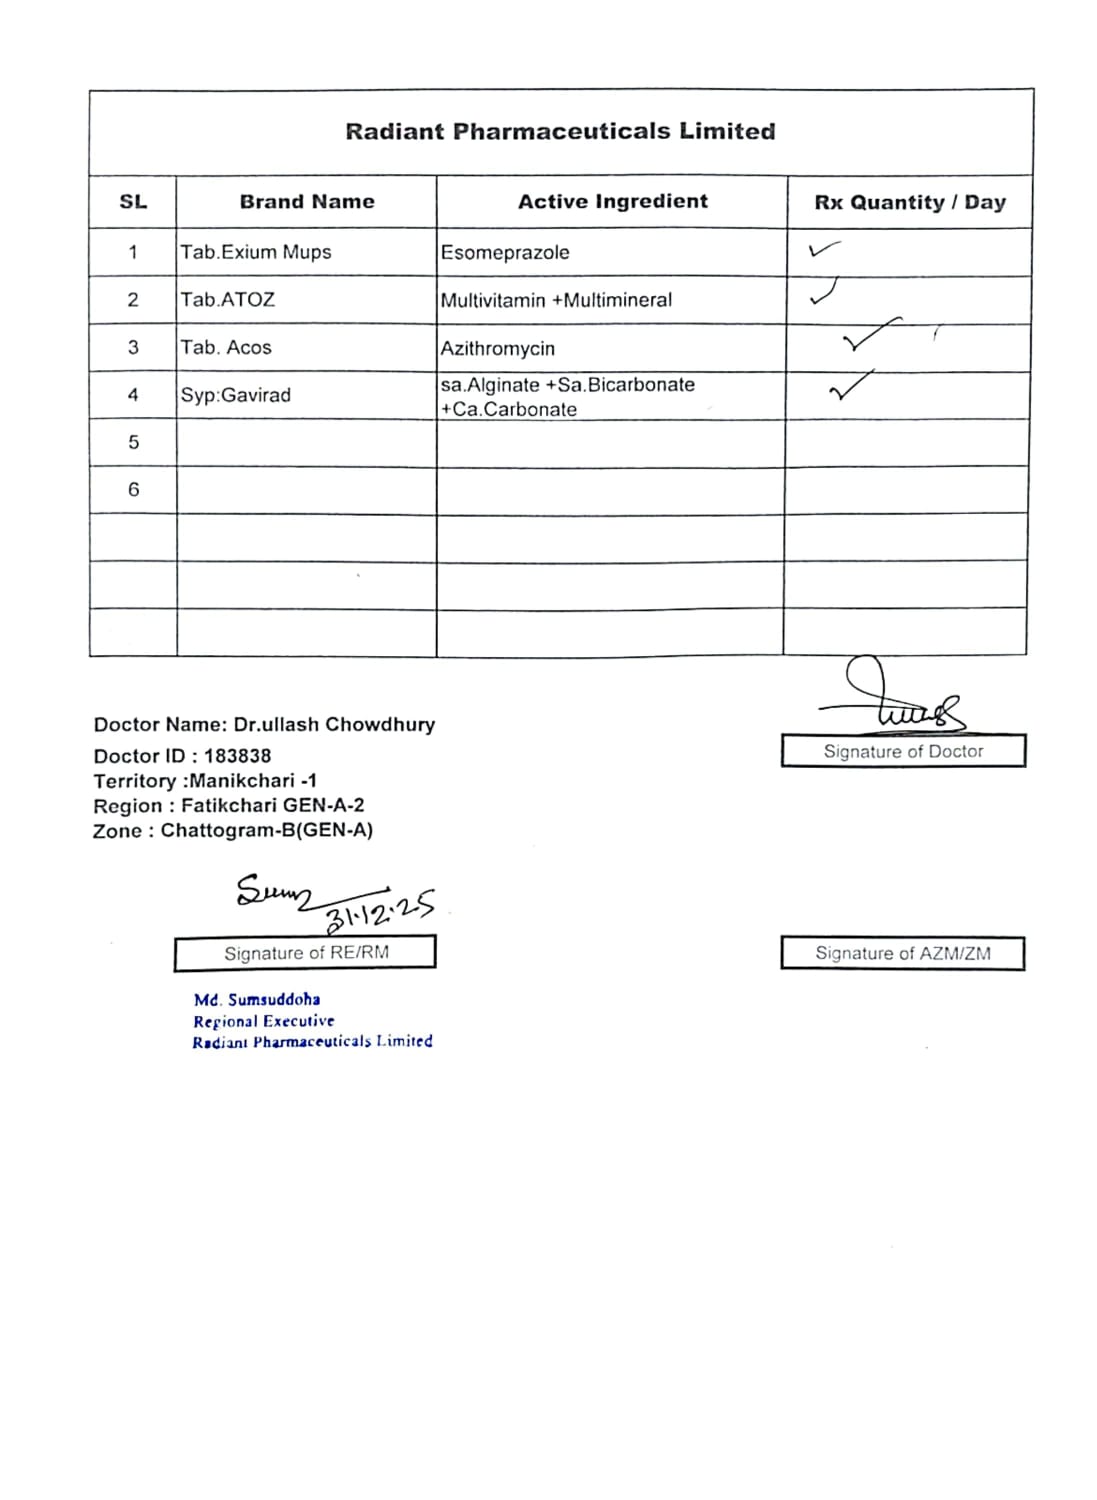 Radiant Pharmaceuticals Limited
SL Brand Name Active Ingredient Rx Quantity / Day
1 Tab.Exium Mups Esomeprazole ✓
2 Tab.ATOZ Multivitamin +Multimineral ✓
3 Tab. Acos Azithromycin ✓
4 Syp:Gavirad sa.Alginate +Sa.Bicarbonate
+Ca.Carbonate ✓
5
6
Doctor Name: Dr.ullash Chowdhury
Doctor ID : 183838
Territory :Manikchari -1
Region : Fatikchari GEN-A-2
Zone : Chattogram-B(GEN-A)
Signature of Doctor
31.12.25
Signature of RE/RM
Signature of AZM/ZM
Md. Sumsuddoha
Regional Executive
Radiant Pharmaceuticals Limited